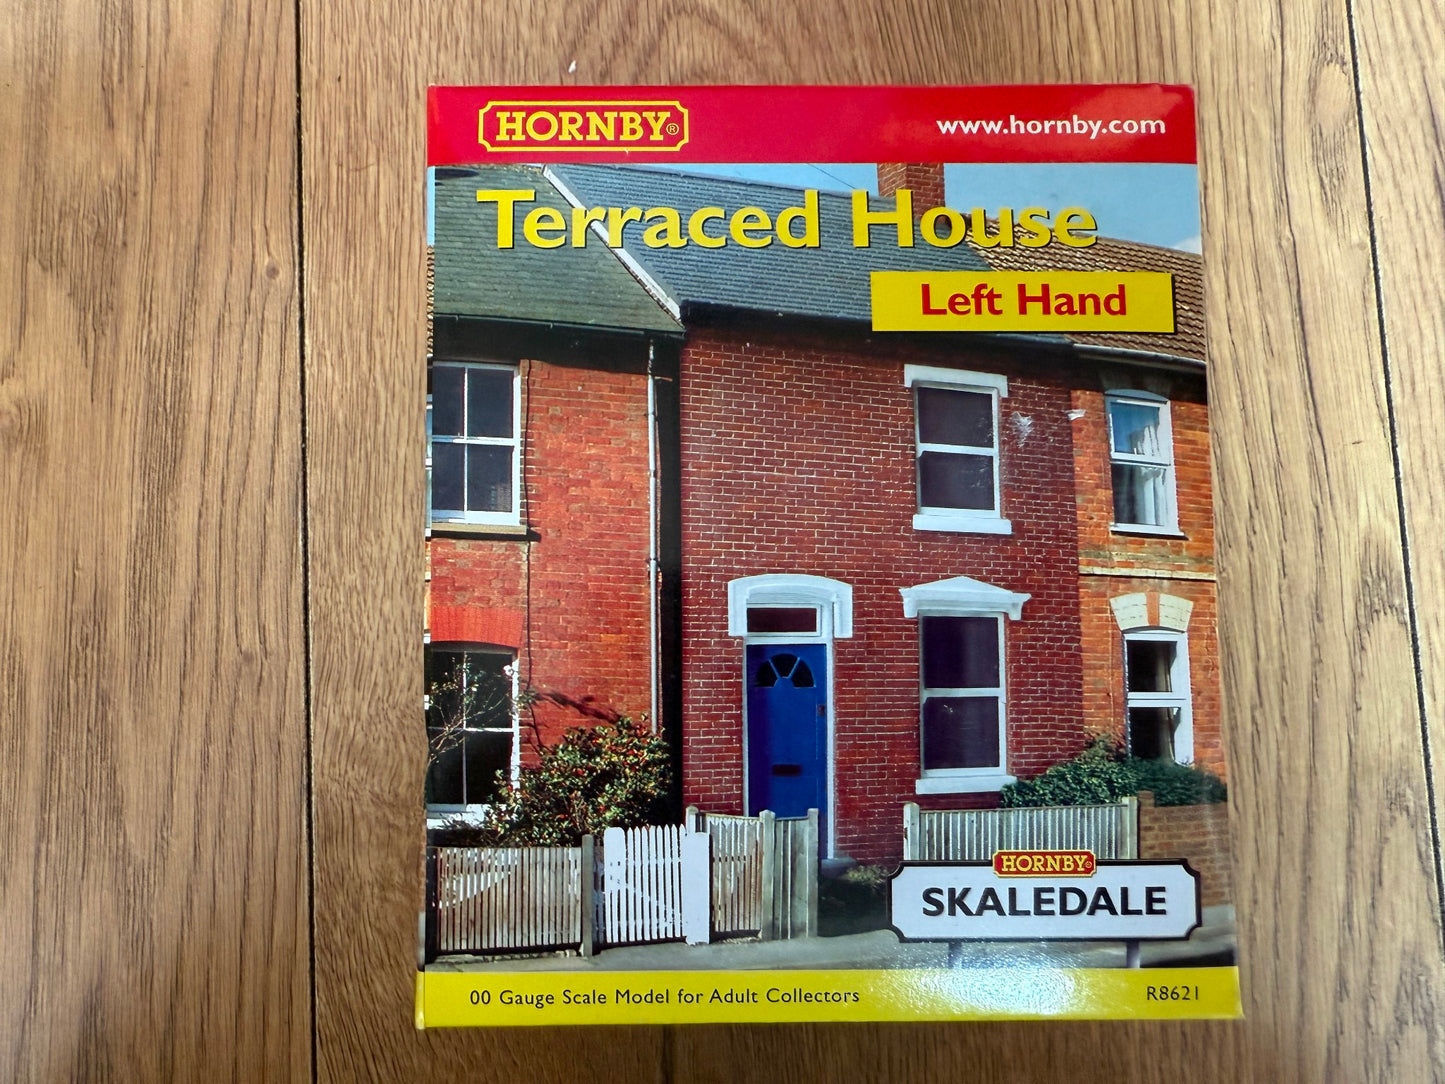 HORNBY®
www.hornby.com
Terraced House
Left Hand
HORNBY®
SKALEDALE
00 Gauge Scale Model for Adult Collectors
R8621